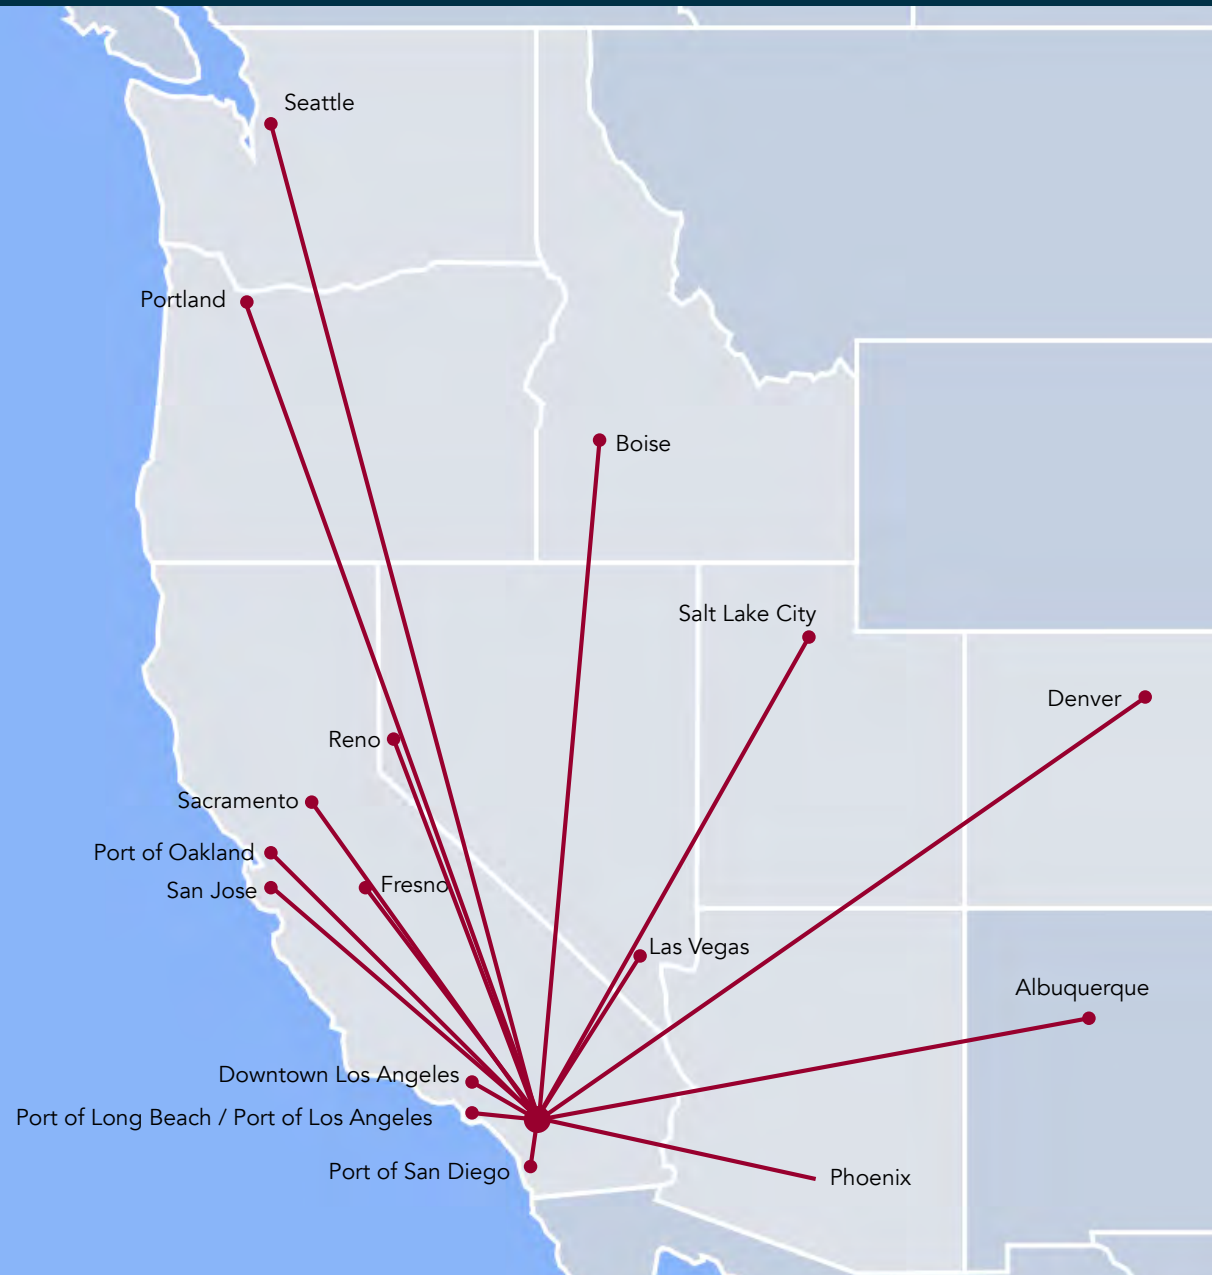 Seattle
Portland
Boise
Salt Lake City
Denver
Reno
Sacramento
Port of Oakland
Fresno
San Jose
Las Vegas
Albuquerque
Downtown Los Angeles
Port of Long Beach / Port of Los Angeles
Port of San Diego
Phoenix